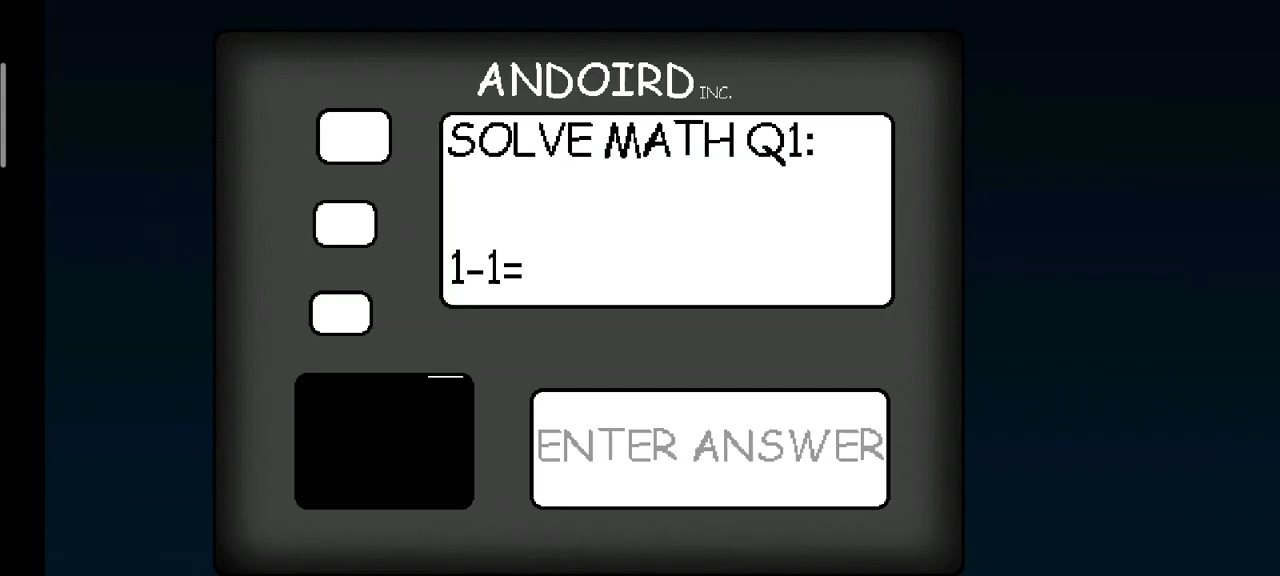 ANDOIRD INC.
SOLVE MATH Q1:
1-1=
ENTER ANSWER